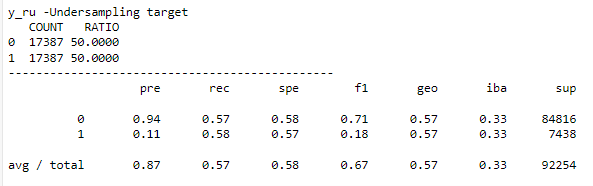 y_ru -Undersampling target
COUNT RATIO
0 17387 50.0000
1 17387 50.0000
------------------------------------------------
pre rec spe f1 geo iba sup
0 0.94 0.57 0.58 0.71 0.57 0.33 84816
1 0.11 0.58 0.57 0.18 0.57 0.33 7438
avg / total 0.87 0.57 0.58 0.67 0.57 0.33 92254